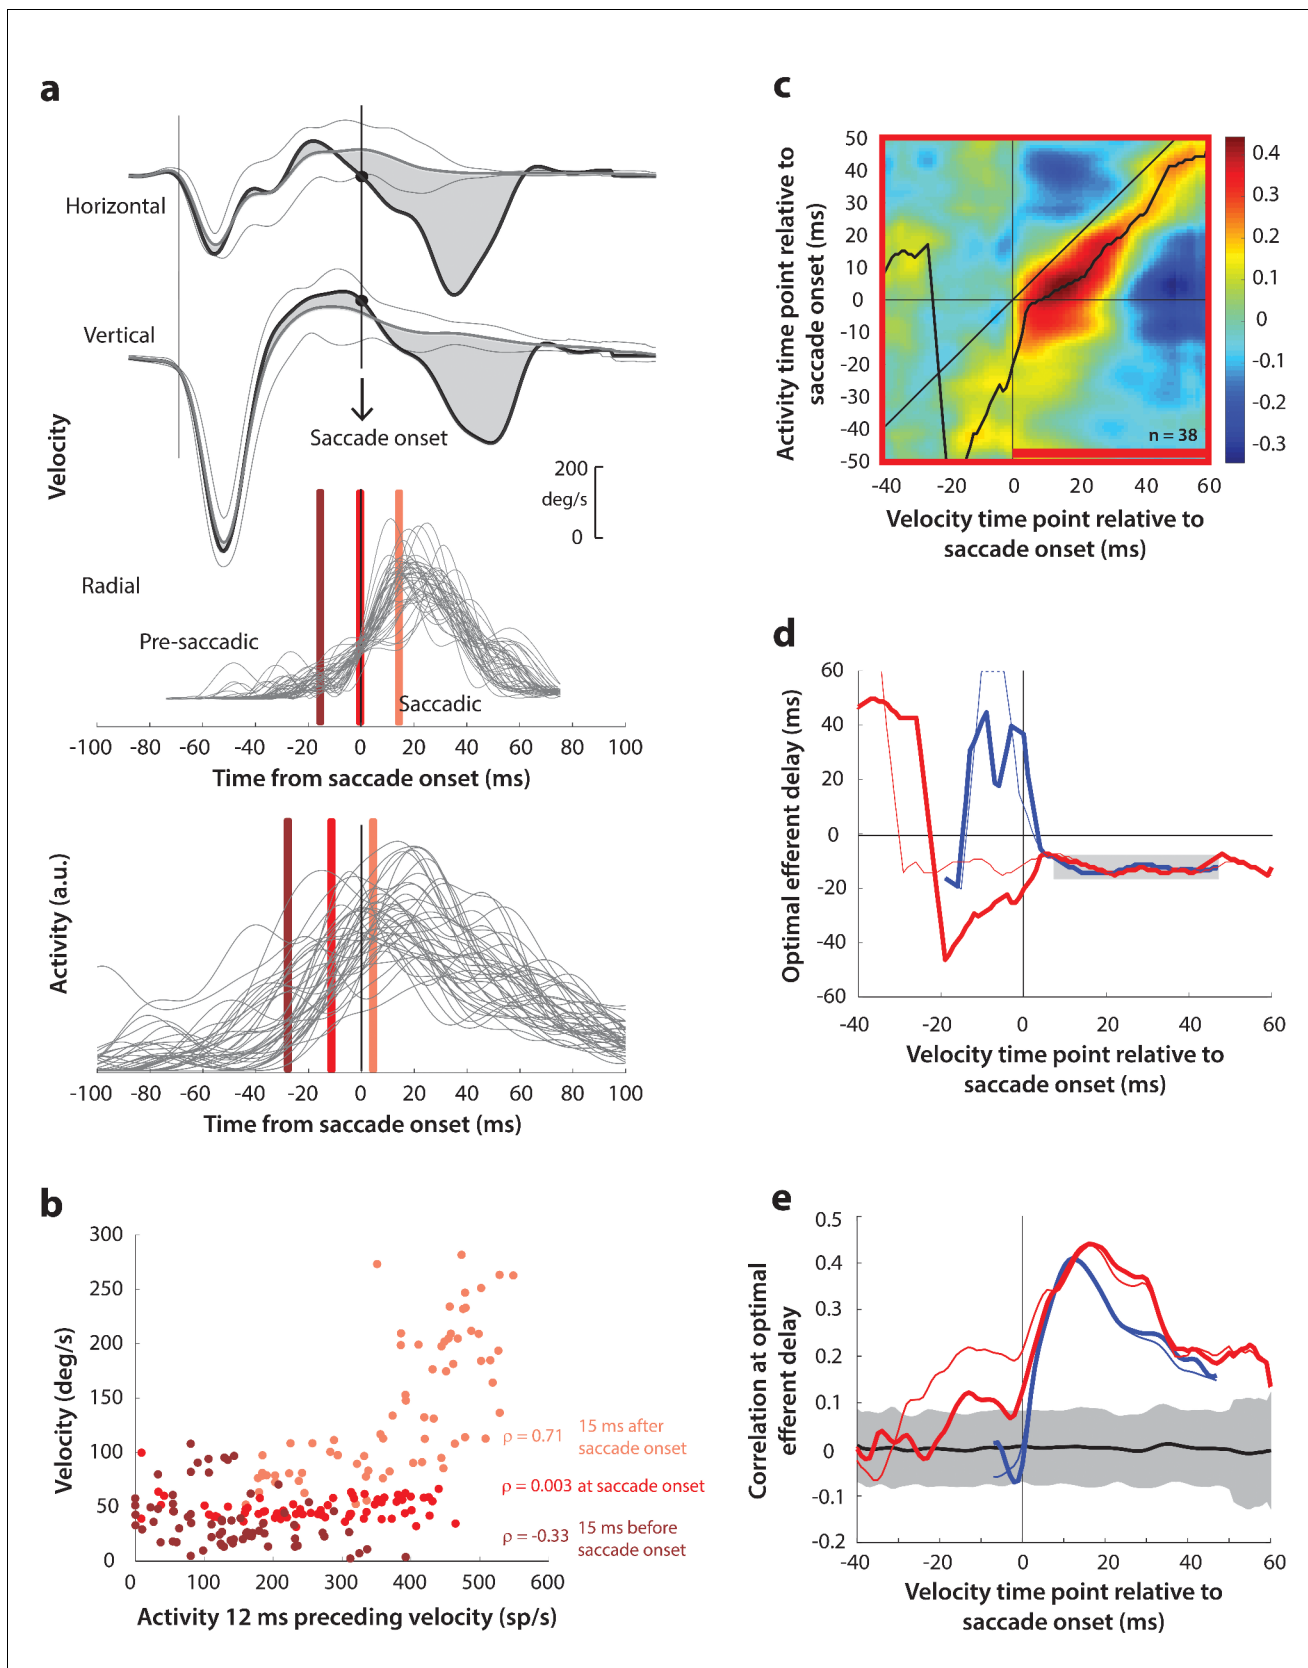 a
Horizontal
Vertical
Saccade onset
Velocity
200
deg/s
0
Radial
Pre-saccadic
Saccadic
-100 -80 -60 -40 -20 0 20 40 60 80 100
Time from saccade onset (ms)
Activity (a.u.)
-100 -80 -60 -40 -20 0 20 40 60 80 100
Time from saccade onset (ms)
b
300
250
200
150
100
50
0
Velocity (deg/s)
ρ = 0.71 15 ms after
saccade onset
ρ = 0.003 at saccade onset
ρ = -0.33 15 ms before
saccade onset
0 100 200 300 400 500 600
Activity 12 ms preceding velocity (sp/s)
c
Activity time point relative to
saccade onset (ms)
50
40
30
20
10
0
-10
-20
-30
-40
-50
n = 38
0.4
0.3
0.2
0.1
0
-0.1
-0.2
-0.3
-40 -20 0 20 40 60
Velocity time point relative to
saccade onset (ms)
d
Optimal efferent delay (ms)
60
40
20
0
-20
-40
-60
-40 -20 0 20 40 60
Velocity time point relative to
saccade onset (ms)
e
Correlation at optimal
efferent delay
0.5
0.4
0.3
0.2
0.1
0
-0.1
-0.2
-40 -20 0 20 40 60
Velocity time point relative to
saccade onset (ms)